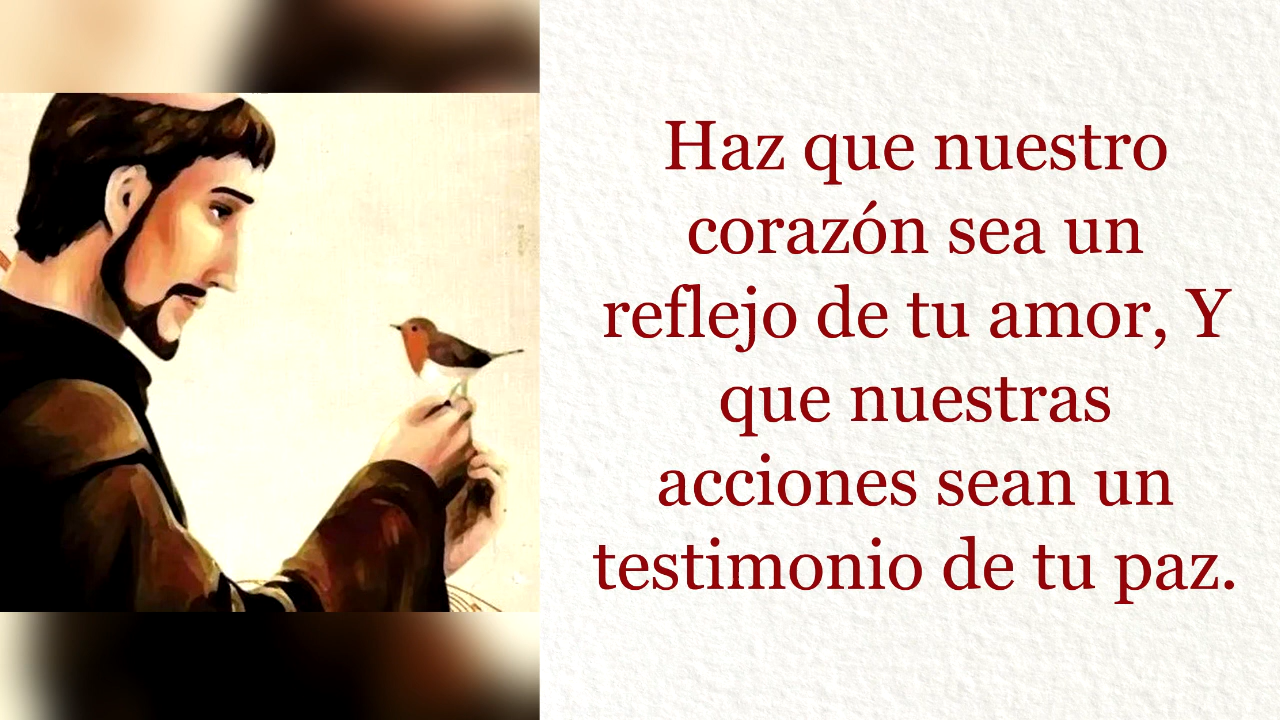 Haz que nuestro
corazón sea un
reflejo de tu amor, Y
que nuestras
acciones sean un
testimonio de tu paz.